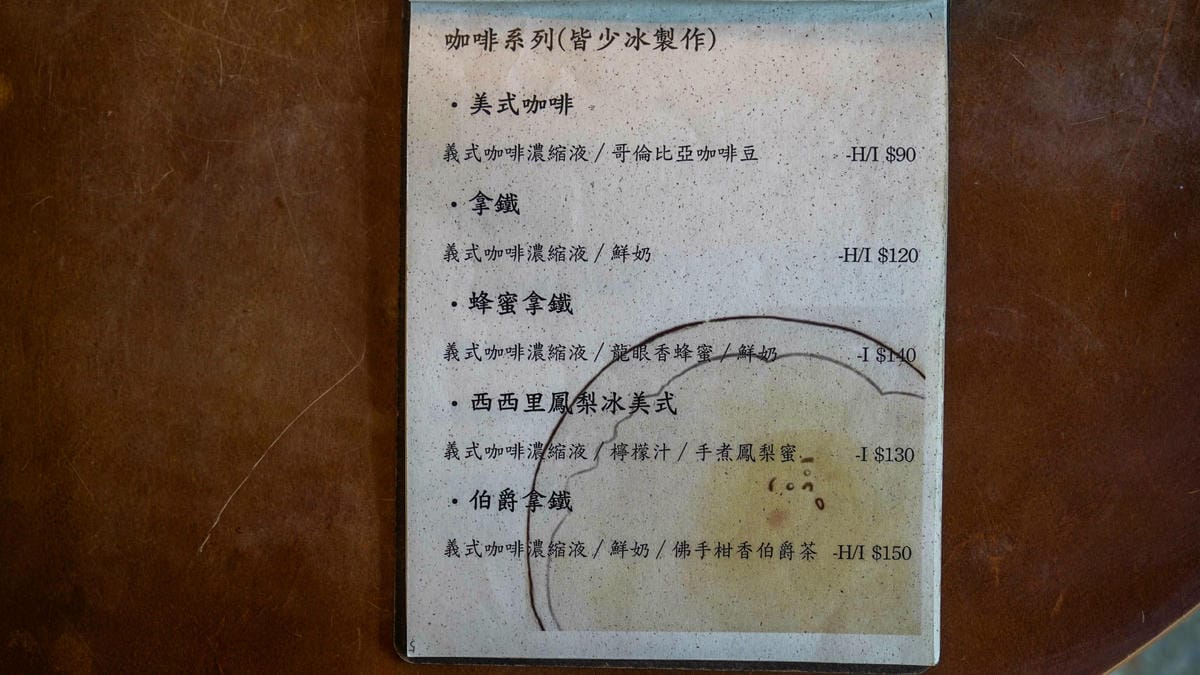 咖啡系列(皆少冰製作)
・美式咖啡
義式咖啡濃縮液/哥倫比亞咖啡豆 -H/I $90
・拿鐵
義式咖啡濃縮液/鮮奶 -H/I $120
・蜂蜜拿鐵
義式咖啡濃縮液/龍眼香蜂蜜/鮮奶 -I $140
・西西里鳳梨冰美式
義式咖啡濃縮液/檸檬汁/手煮鳳梨蜜 -I $130
・伯爵拿鐵
義式咖啡濃縮液/鮮奶/佛手柑香伯爵茶 -H/I $150
5